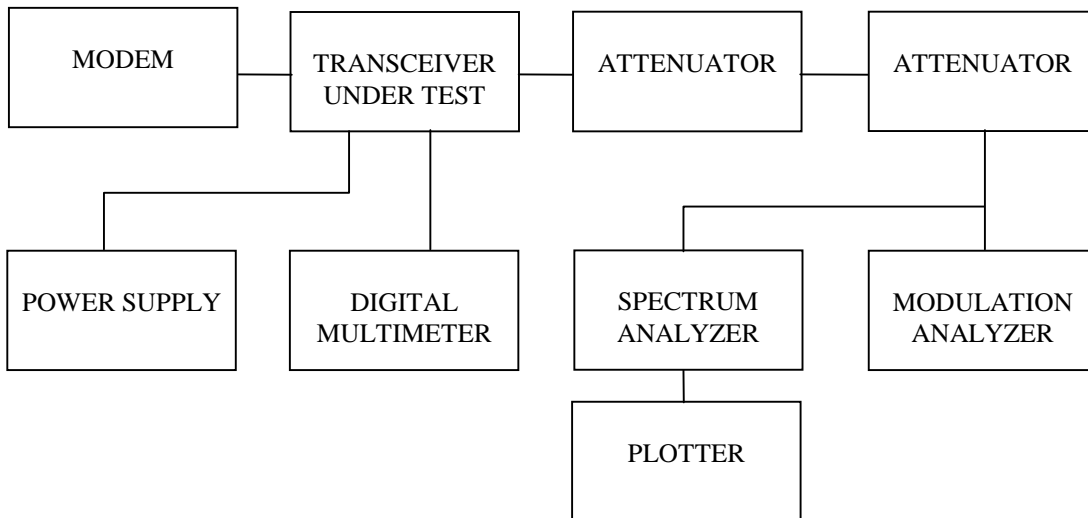 MODEM
TRANSCEIVER
UNDER TEST
ATTENUATOR
ATTENUATOR
POWER SUPPLY
DIGITAL
MULTIMETER
SPECTRUM
ANALYZER
MODULATION
ANALYZER
PLOTTER